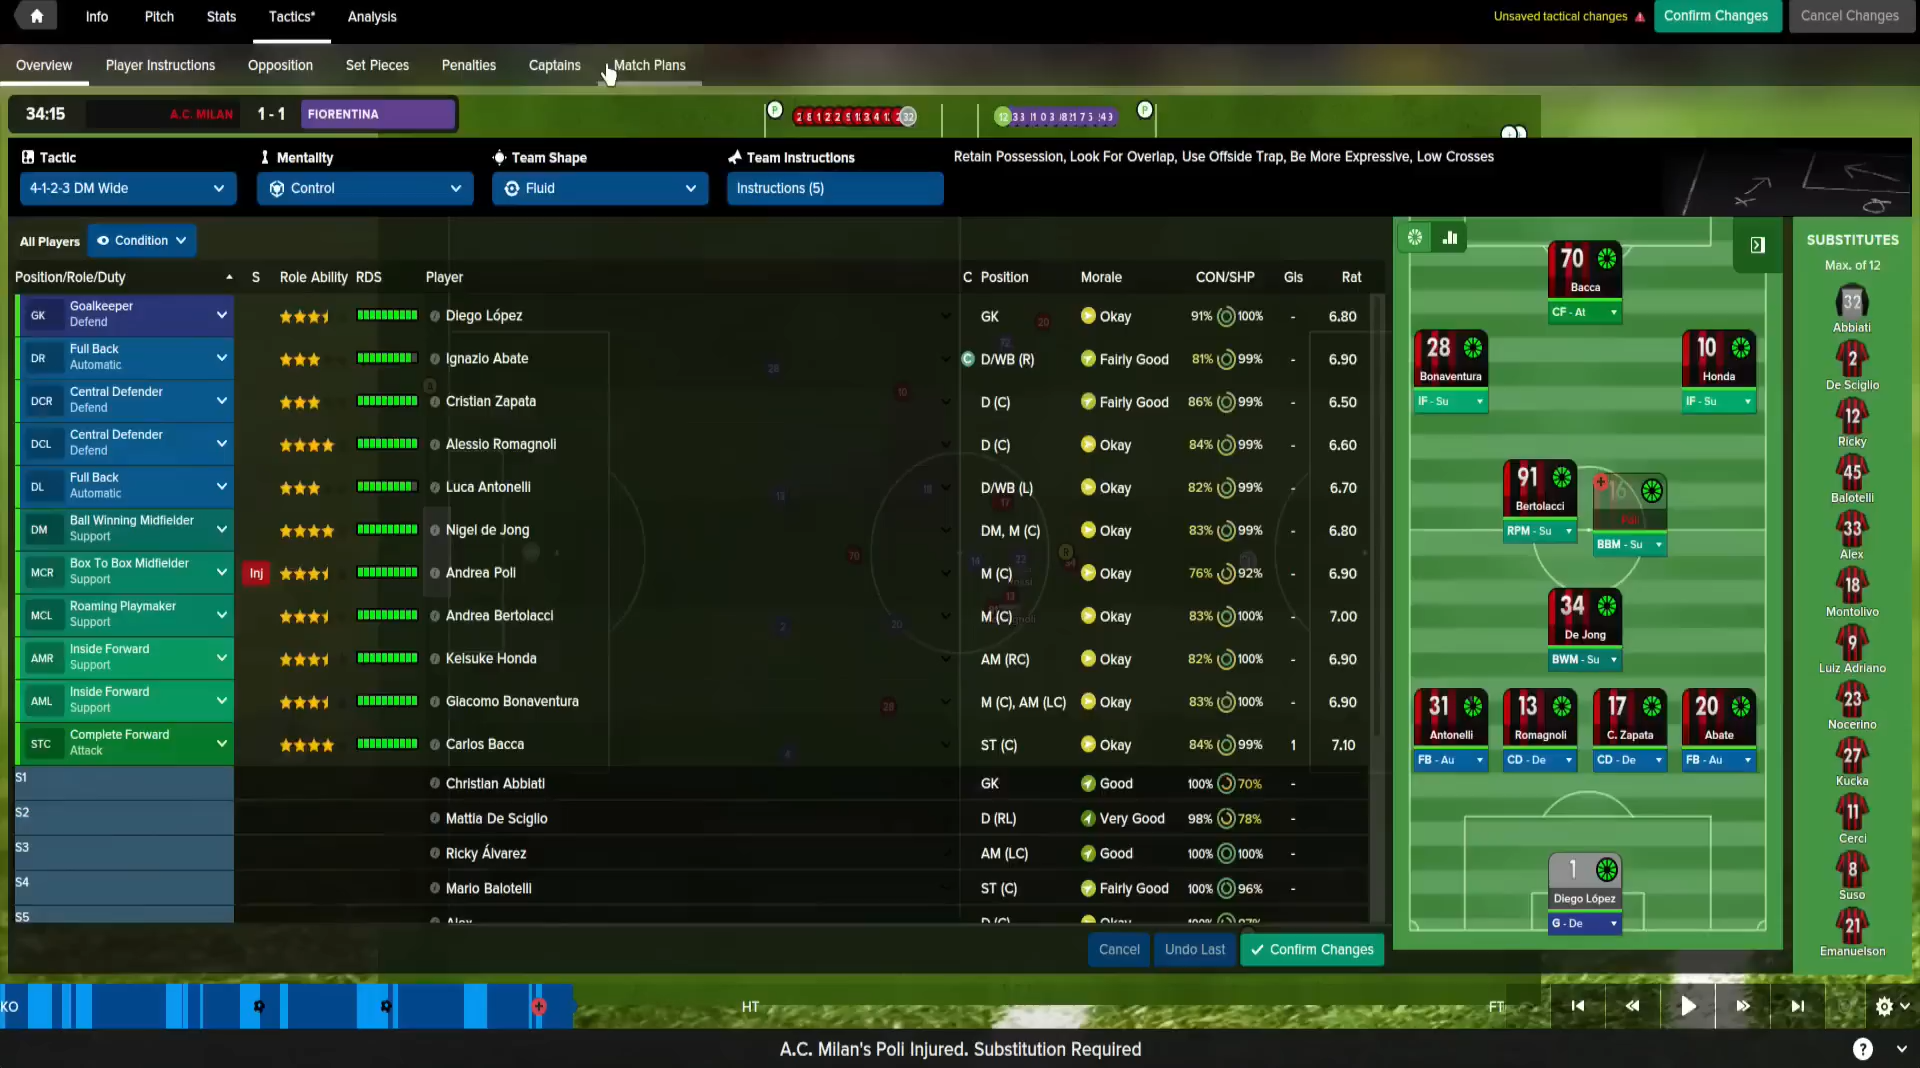 Info Pitch Stats Tactics* Analysis Unsaved tactical changes Confirm Changes Cancel Changes
Overview Player Instructions Opposition Set Pieces Penalties Captains Match Plans
34:15 A.C. MILAN 1 - 1 FIORENTINA
Tactic Mentality Team Shape Team Instructions Retain Possession, Look For Overlap, Use Offside Trap, Be More Expressive, Low Crosses
4-1-2-3 DM Wide Control Fluid Instructions (5)
All Players Condition
Position/Role/Duty S Role Ability RDS Player C Position Morale CON/SHP Gls Rat
GK Goalkeeper Defend Diego López GK Okay 91% 100% - 6.80
DR Full Back Automatic Ignazio Abate C D/WB (R) Fairly Good 81% 99% - 6.90
DCR Central Defender Defend Cristian Zapata D (C) Fairly Good 86% 99% - 6.50
DCL Central Defender Defend Alessio Romagnoli D (C) Okay 84% 99% - 6.60
DL Full Back Automatic Luca Antonelli D/WB (L) Okay 82% 99% - 6.70
DM Ball Winning Midfielder Support Nigel de Jong DM, M (C) Okay 83% 99% - 6.80
MCR Box To Box Midfielder Support Inj Andrea Poli M (C) Okay 76% 92% - 6.90
MCL Roaming Playmaker Support Andrea Bertolacci M (C) Okay 83% 100% - 7.00
AMR Inside Forward Support Keisuke Honda AM (RC) Okay 82% 100% - 6.90
AML Inside Forward Support Giacomo Bonaventura M (C), AM (LC) Okay 83% 100% - 6.90
STC Complete Forward Attack Carlos Bacca ST (C) Okay 84% 99% 1 7.10
S1 Christian Abbiati GK Good 100% 70% -
S2 Mattia De Sciglio D (RL) Very Good 98% 78% -
S3 Ricky Álvarez AM (LC) Good 100% 100% -
S4 Mario Balotelli ST (C) Fairly Good 100% 96% -
S5 Alex D (C) Okay 100%
Cancel Undo Last Confirm Changes
70
Bacca
CF - At
28 10
Bonaventura Honda
IF - Su IF - Su
91 16
Bertolacci Poli
RPM - Su BBM - Su
34
De Jong
BWM - Su
31 13 17 20
Antonelli Romagnoli C. Zapata Abate
FB - Au CD - De CD - De FB - Au
1
Diego López
G - De
SUBSTITUTES
Max. of 12
32
Abbiati
2
De Sciglio
12
Ricky
45
Balotelli
33
Alex
18
Montolivo
9
Luiz Adriano
23
Nocerino
27
Kucka
11
Cerci
8
Suso
21
Emanuelson
KO HT FT
A.C. Milan's Poli Injured. Substitution Required